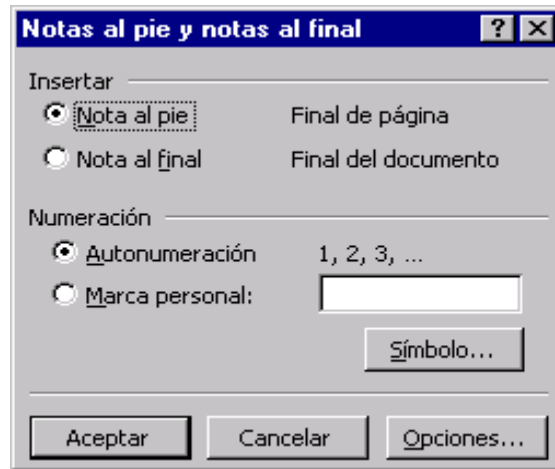 Notas al pie y notas al final
Insertar
Nota al pie Final de página
Nota al final Final del documento
Numeración
Autonumeración 1, 2, 3, ...
Marca personal:
Símbolo...
Aceptar Cancelar Opciones...